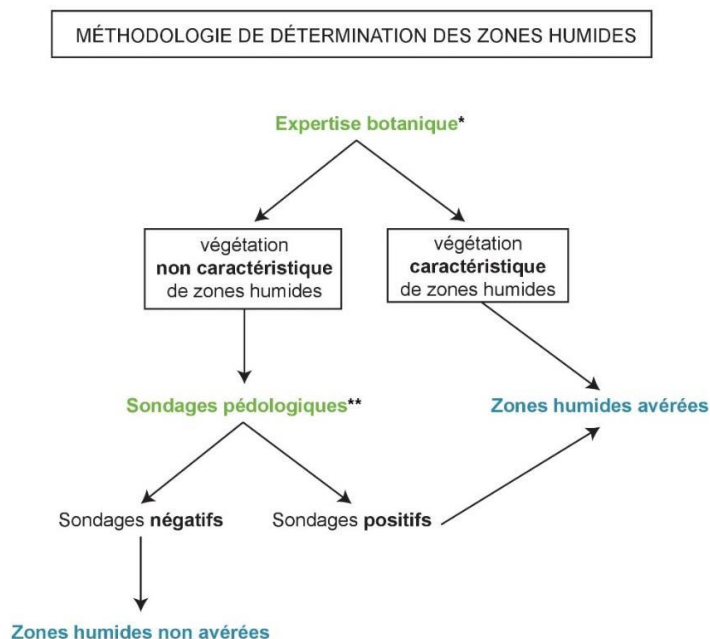 MÉTHODOLOGIE DE DÉTERMINATION DES ZONES HUMIDES
Expertise botanique*
végétation
non caractéristique
de zones humides
végétation
caractéristique
de zones humides
Sondages pédologiques**
Zones humides avérées
Sondages négatifs
Sondages positifs
Zones humides non avérées